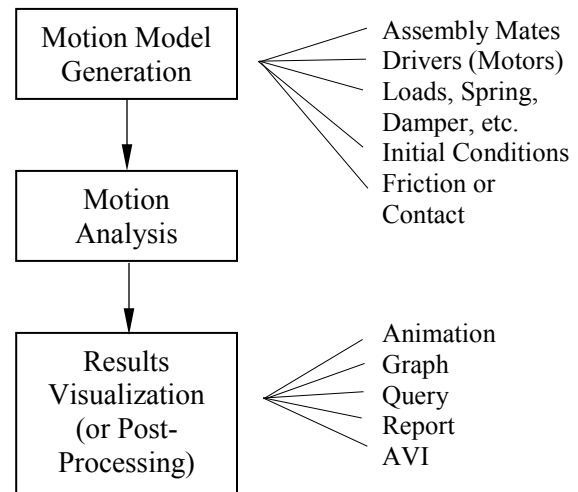 Motion Model
Generation
Assembly Mates
Drivers (Motors)
Loads, Spring,
Damper, etc.
Initial Conditions
Friction or
Contact
Motion
Analysis
Results
Visualization
(or Post-
Processing)
Animation
Graph
Query
Report
AVI